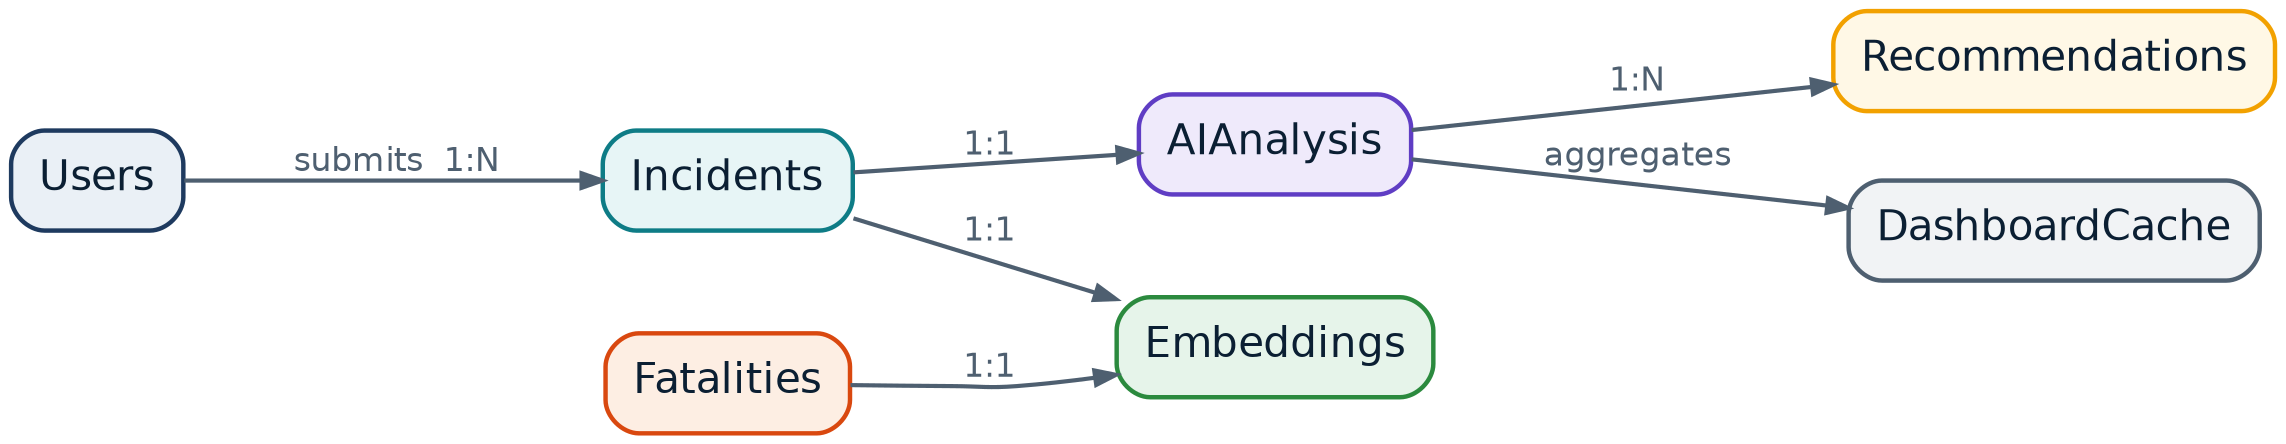 Users
submits  1:N
Incidents
1:1
AIAnalysis
1:N
Recommendations
aggregates
DashboardCache
1:1
Embeddings
Fatalities
1:1